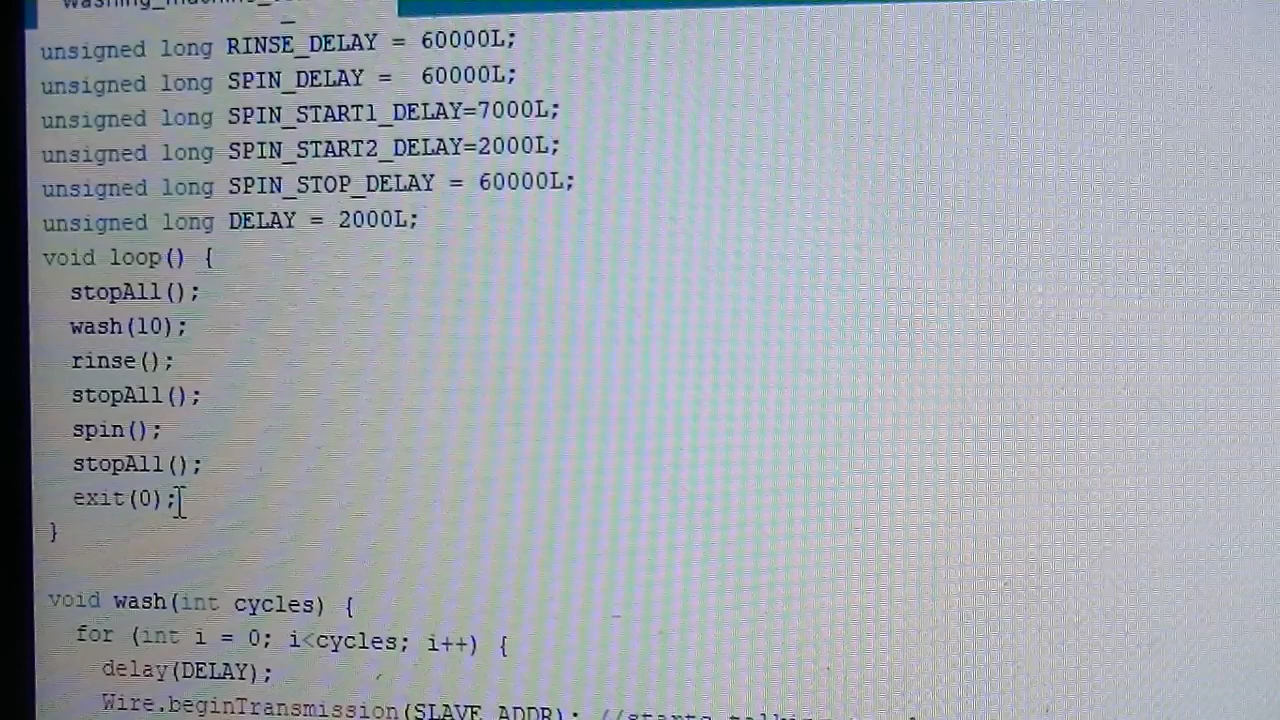 unsigned long RINSE_DELAY = 60000L;
unsigned long SPIN_DELAY =  60000L;
unsigned long SPIN_START1_DELAY=7000L;
unsigned long SPIN_START2_DELAY=2000L;
unsigned long SPIN_STOP_DELAY = 60000L;
unsigned long DELAY = 2000L;
void loop() {
stopAll();
wash(10);
rinse();
stopAll();
spin();
stopAll();
exit(0);
}
void wash(int cycles) {
for (int i = 0; i<cycles; i++) {
delay(DELAY);
Wire.beginTransmission(SLAVE_ADDR); //starts